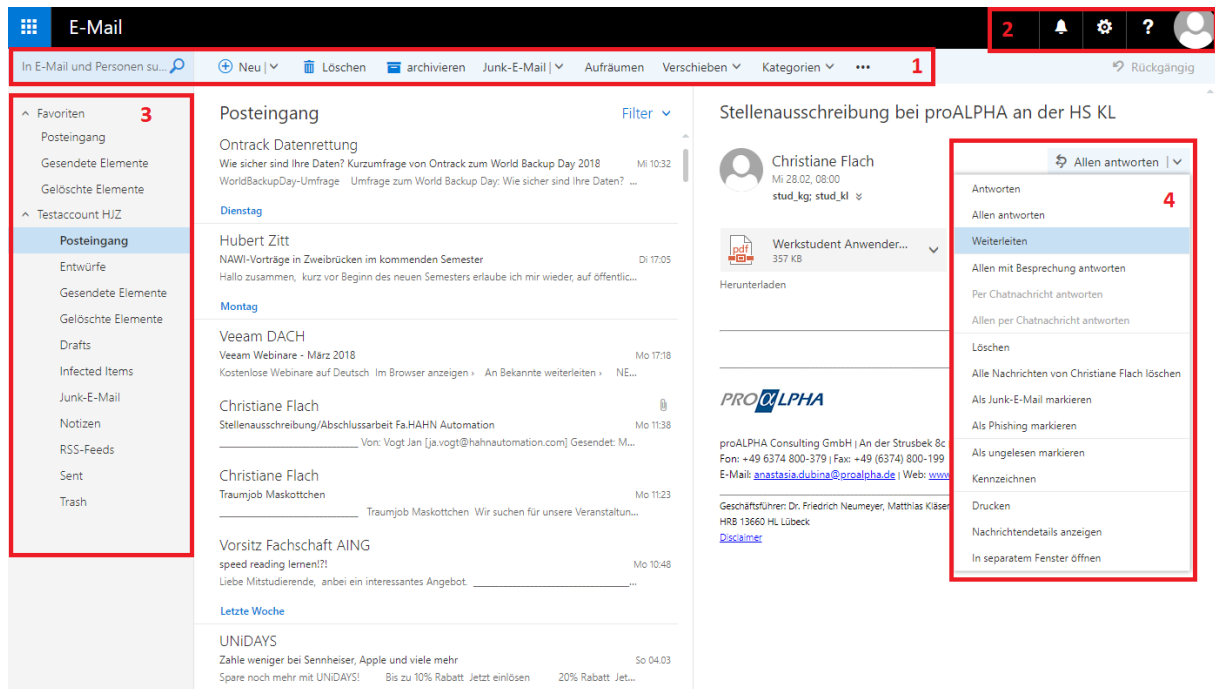 E-Mail
2
?
In E-Mail und Personen su...
Neu
Löschen
archivieren
Junk-E-Mail
Aufräumen
Verschieben
Kategorien
•••
1
Rückgängig
Favoriten
3
Posteingang
Gesendete Elemente
Gelöschte Elemente
Testaccount HJZ
Posteingang
Entwürfe
Gesendete Elemente
Gelöschte Elemente
Drafts
Infected Items
Junk-E-Mail
Notizen
RSS-Feeds
Sent
Trash
Posteingang
Filter
Ontrack Datenrettung
Wie sicher sind Ihre Daten? Kurzumfrage von Ontrack zum World Backup Day 2018 Mi 10:32
WorldBackupDay-Umfrage Umfrage zum World Backup Day: Wie sicher sind Ihre Daten? ...
Dienstag
Hubert Zitt
NAWI-Vorträge in Zweibrücken im kommenden Semester Di 17:05
Hallo zusammen, kurz vor Beginn des neuen Semesters erlaube ich mir wieder, auf öffentlic...
Montag
Veeam DACH
Veeam Webinare - März 2018 Mo 17:18
Kostenlose Webinare auf Deutsch Im Browser anzeigen › An Bekannte weiterleiten › NE...
Christiane Flach
Stellenausschreibung/Abschlussarbeit Fa.HAHN Automation Mo 11:38
Von: Vogt Jan [ja.vogt@hahnautomation.com] Gesendet: M...
Christiane Flach
Traumjob Maskottchen Mo 11:23
Traumjob Maskottchen Wir suchen für unsere Veranstaltun...
Vorsitz Fachschaft AING
speed reading lernen!?! Mo 10:48
Liebe Mitstudierende, anbei ein interessantes Angebot. ...
Letzte Woche
UNiDAYS
Zahle weniger bei Sennheiser, Apple und viele mehr So 04.03
Spare noch mehr mit UNiDAYS! Bis zu 10% Rabatt Jetzt einlösen 20% Rabatt Jet...
Stellenausschreibung bei proALPHA an der HS KL
Christiane Flach
Mi 28.02, 08:00
stud_kg; stud_kl
pdf
Werkstudent Anwender...
357 KB
Herunterladen
PROαLPHA
proALPHA Consulting GmbH | An der Strusbek 8c |
Fon: +49 6374 800-379 | Fax: +49 (6374) 800-199
E-Mail: anastasia.dubina@proalpha.de | Web: www
Geschäftsführer: Dr. Friedrich Neumeyer, Matthias Kläser
HRB 13660 HL Lübeck
Disclaimer
Allen antworten
4
Antworten
Allen antworten
Weiterleiten
Allen mit Besprechung antworten
Per Chatnachricht antworten
Allen per Chatnachricht antworten
Löschen
Alle Nachrichten von Christiane Flach löschen
Als Junk-E-Mail markieren
Als Phishing markieren
Als ungelesen markieren
Kennzeichnen
Drucken
Nachrichtendetails anzeigen
In separatem Fenster öffnen